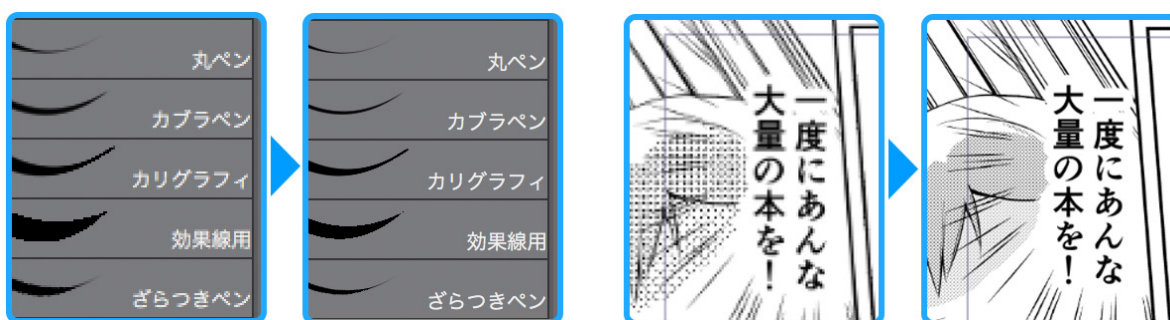 丸ペン
カブラペン
カリグラフィ
効果線用
ざらつきペン
丸ペン
カブラペン
カリグラフィ
効果線用
ざらつきペン
一度にあんな
大量の本を！
一度にあんな
大量の本を！